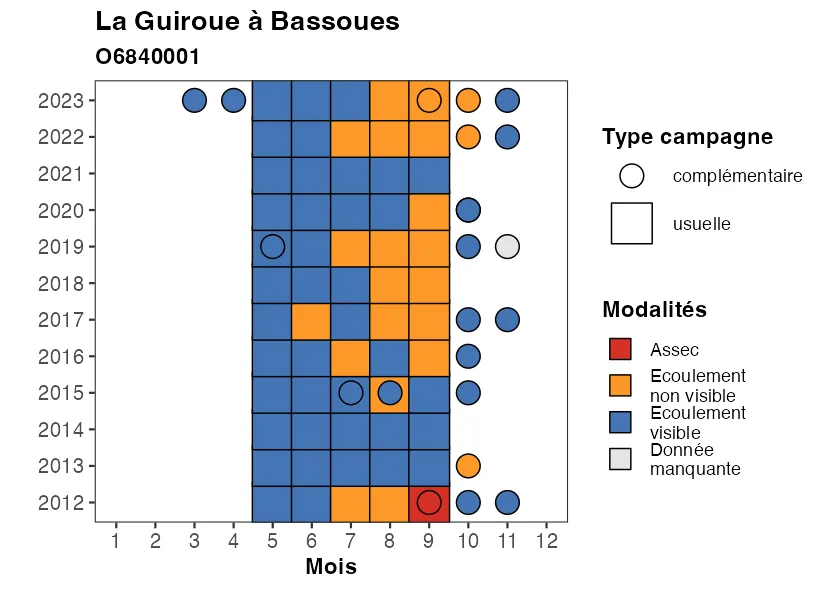 La Guiroue à Bassoues
O6840001
2023
2022
2021
2020
2019
2018
2017
2016
2015
2014
2013
2012
1 2 3 4 5 6 7 8 9 10 11 12
Mois
Type campagne
complémentaire
usuelle
Modalités
Assec
Ecoulement
non visible
Ecoulement
visible
Donnée
manquante